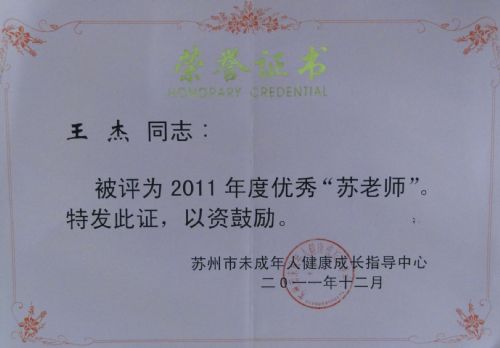 荣誉证书
HONOPARY CREDENTIAL
王 杰 同志：
被评为 2011 年度优秀“苏老师”。
特发此证，以资鼓励。
苏州市未成年人健康成长指导中心
二0一一年十二月